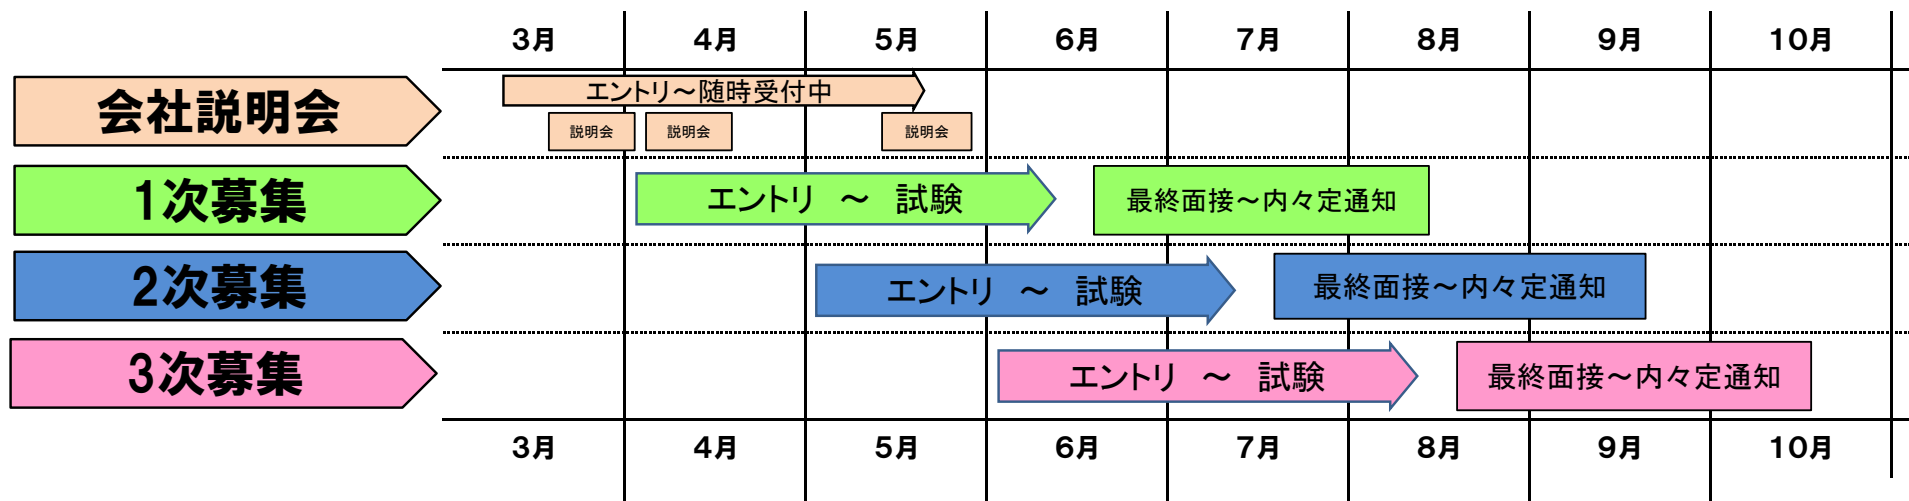 3月 4月 5月 6月 7月 8月 9月 10月
会社説明会
エントリ～随時受付中
説明会 説明会 説明会
1次募集
エントリ ～ 試験
最終面接～内々定通知
2次募集
エントリ ～ 試験
最終面接～内々定通知
3次募集
エントリ ～ 試験
最終面接～内々定通知
3月 4月 5月 6月 7月 8月 9月 10月